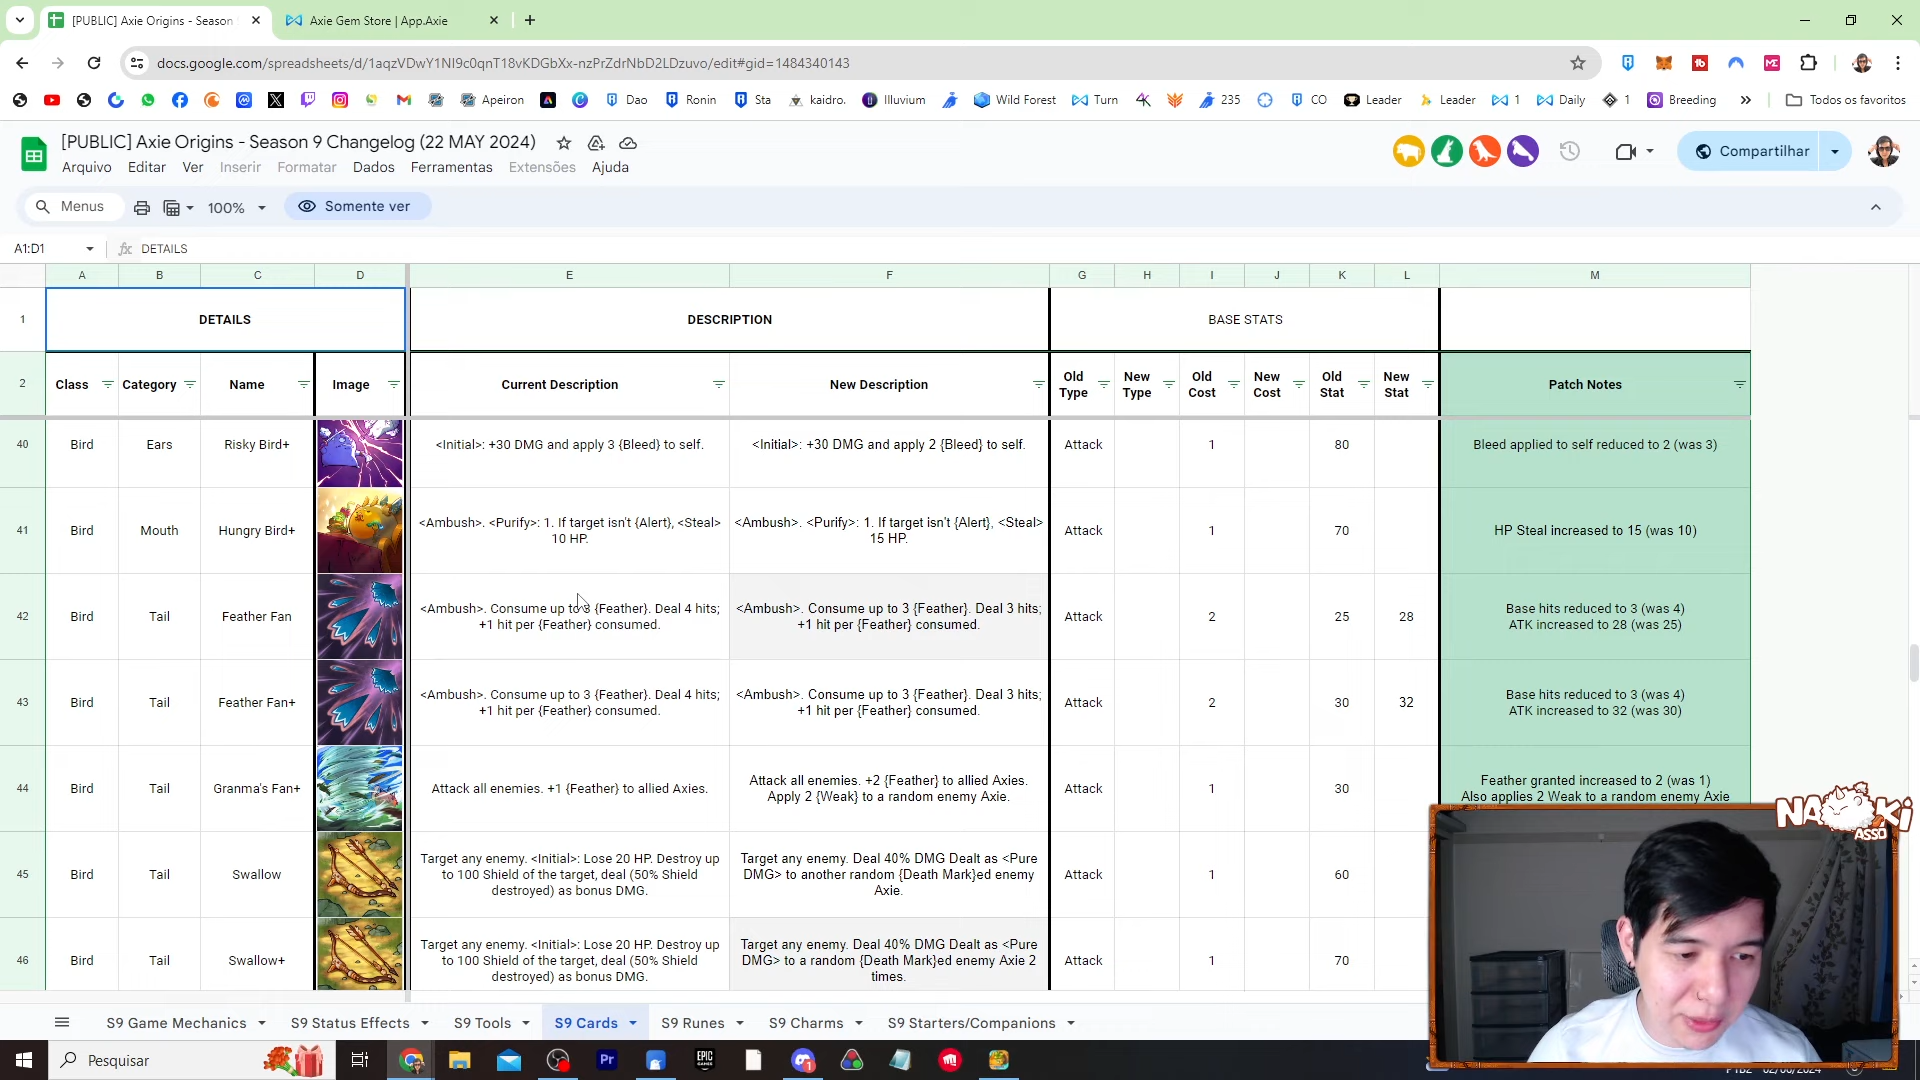 [PUBLIC] Axie Origins - Season
Axie Gem Store | App.Axie
docs.google.com/spreadsheets/d/1aqzVDwY1NI9c0qnT18vKDGbXx-nzPrZdrNbD2LDzuvo/edit#gid=1484340143
Apeiron
Dao
Ronin
Sta
kaidro.
Illuvium
Wild Forest
Turn
235
CO
Leader
Leader
1
Daily
1
Breeding
Todos os favoritos
[PUBLIC] Axie Origins - Season 9 Changelog (22 MAY 2024)
Arquivo Editar Ver Inserir Formatar Dados Ferramentas Extensões Ajuda
Compartilhar
Menus
100%
Somente ver
A1:D1
fx DETAILS
A B C D E F G H I J K L M
1 DETAILS DESCRIPTION BASE STATS
2 Class Category Name Image Current Description New Description Old Type New Type Old Cost New Cost Old Stat New Stat Patch Notes
40 Bird Ears Risky Bird+ <Initial>: +30 DMG and apply 3 {Bleed} to self. <Initial>: +30 DMG and apply 2 {Bleed} to self. Attack 1 80 Bleed applied to self reduced to 2 (was 3)
41 Bird Mouth Hungry Bird+ <Ambush>. <Purify>: 1. If target isn't {Alert}, <Steal> 10 HP. <Ambush>. <Purify>: 1. If target isn't {Alert}, <Steal> 15 HP. Attack 1 70 HP Steal increased to 15 (was 10)
42 Bird Tail Feather Fan <Ambush>. Consume up to 3 {Feather}. Deal 4 hits; +1 hit per {Feather} consumed. <Ambush>. Consume up to 3 {Feather}. Deal 3 hits; +1 hit per {Feather} consumed. Attack 2 25 28 Base hits reduced to 3 (was 4) ATK increased to 28 (was 25)
43 Bird Tail Feather Fan+ <Ambush>. Consume up to 3 {Feather}. Deal 4 hits; +1 hit per {Feather} consumed. <Ambush>. Consume up to 3 {Feather}. Deal 3 hits; +1 hit per {Feather} consumed. Attack 2 30 32 Base hits reduced to 3 (was 4) ATK increased to 32 (was 30)
44 Bird Tail Granma's Fan+ Attack all enemies. +1 {Feather} to allied Axies. Attack all enemies. +2 {Feather} to allied Axies. Apply 2 {Weak} to a random enemy Axie. Attack 1 30 Feather granted increased to 2 (was 1) Also applies 2 Weak to a random enemy Axie
45 Bird Tail Swallow Target any enemy. <Initial>: Lose 20 HP. Destroy up to 100 Shield of the target, deal (50% Shield destroyed) as bonus DMG. Target any enemy. Deal 40% DMG Dealt as <Pure DMG> to another random {Death Mark}ed enemy Axie. Attack 1 60
46 Bird Tail Swallow+ Target any enemy. <Initial>: Lose 20 HP. Destroy up to 100 Shield of the target, deal (50% Shield destroyed) as bonus DMG. Target any enemy. Deal 40% DMG Dealt as <Pure DMG> to a random {Death Mark}ed enemy Axie 2 times. Attack 1 70
NAOKI
ASSO
S9 Game Mechanics S9 Status Effects S9 Tools S9 Cards S9 Runes S9 Charms S9 Starters/Companions
Pesquisar
Pr
EPIC GAMES